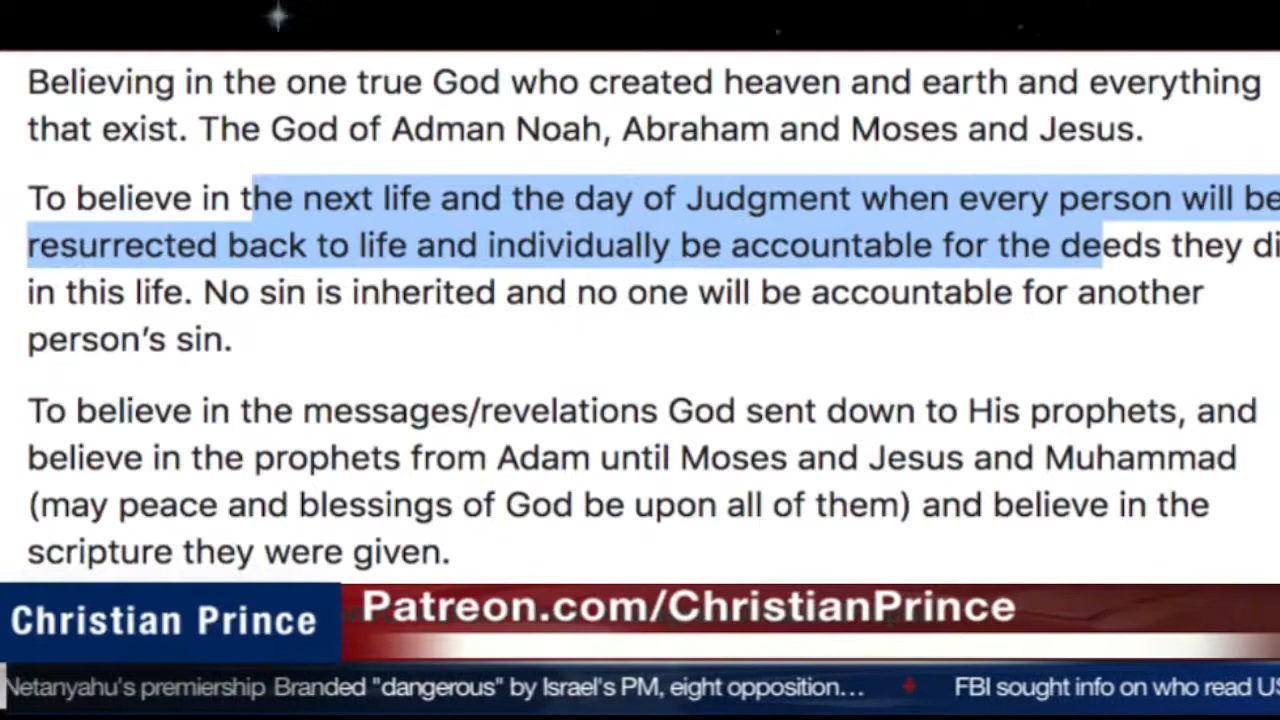 Believing in the one true God who created heaven and earth and everything
that exist. The God of Adman Noah, Abraham and Moses and Jesus.
To believe in the next life and the day of Judgment when every person will be
resurrected back to life and individually be accountable for the deeds they di
in this life. No sin is inherited and no one will be accountable for another
person’s sin.
To believe in the messages/revelations God sent down to His prophets, and
believe in the prophets from Adam until Moses and Jesus and Muhammad
(may peace and blessings of God be upon all of them) and believe in the
scripture they were given.
Christian Prince
Patreon.com/ChristianPrince
Netanyahu's premiership Branded "dangerous" by Israel's PM, eight opposition... FBI sought info on who read US